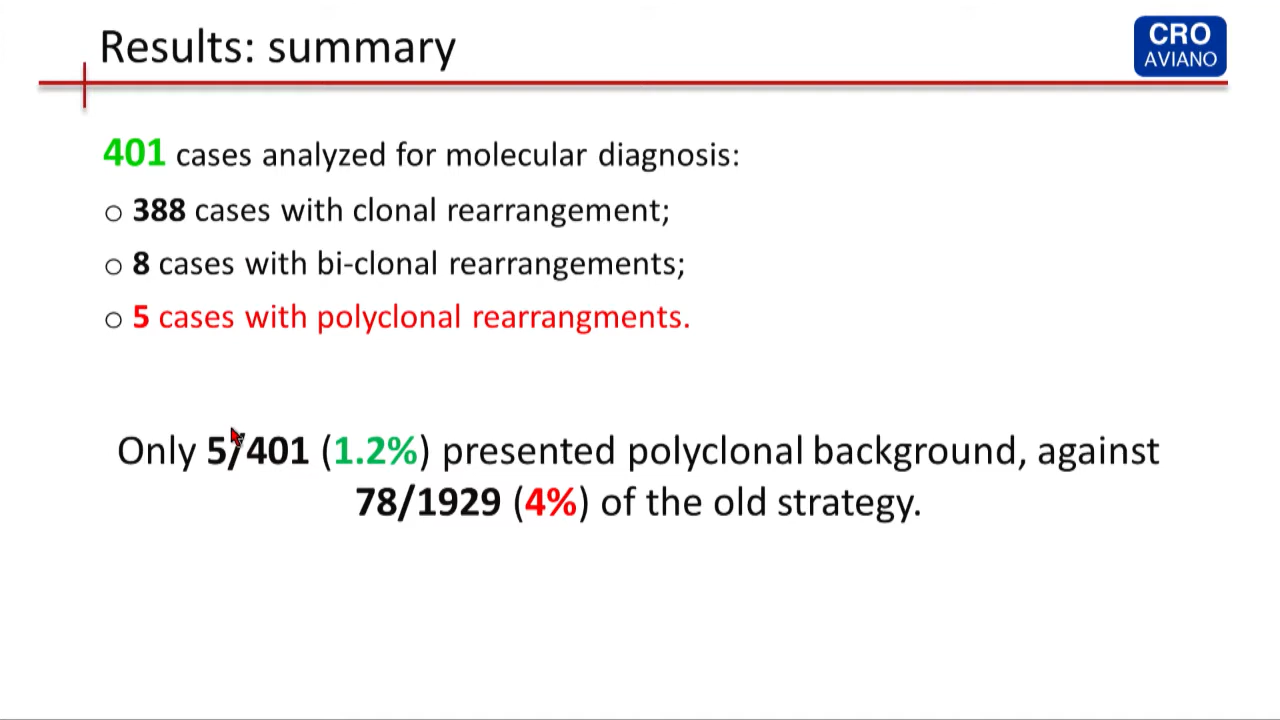 Results: summary
CRO
AVIANO
401 cases analyzed for molecular diagnosis:
o 388 cases with clonal rearrangement;
o 8 cases with bi-clonal rearrangements;
o 5 cases with polyclonal rearrangments.
Only 5/401 (1.2%) presented polyclonal background, against
78/1929 (4%) of the old strategy.